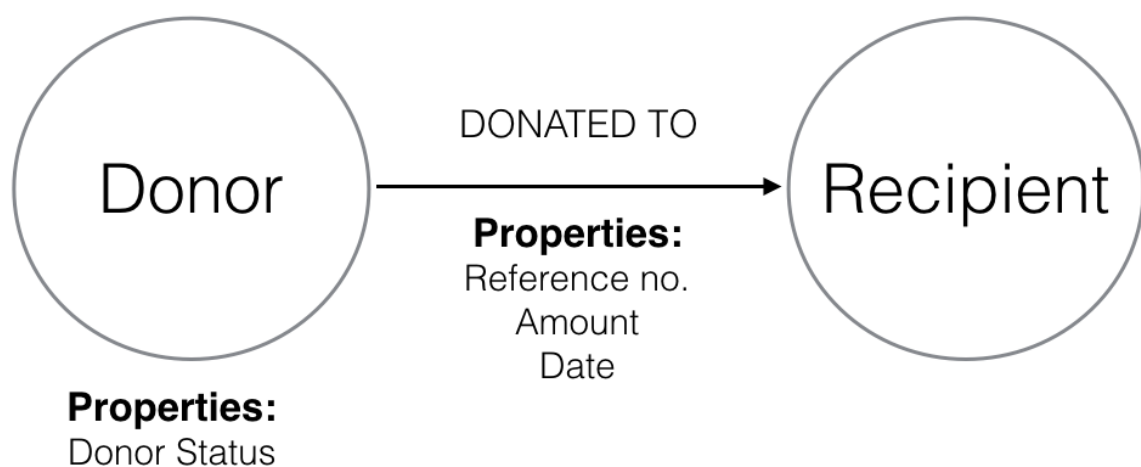 Donor
DONATED TO
Properties:
Reference no.
Amount
Date
Recipient
Properties:
Donor Status